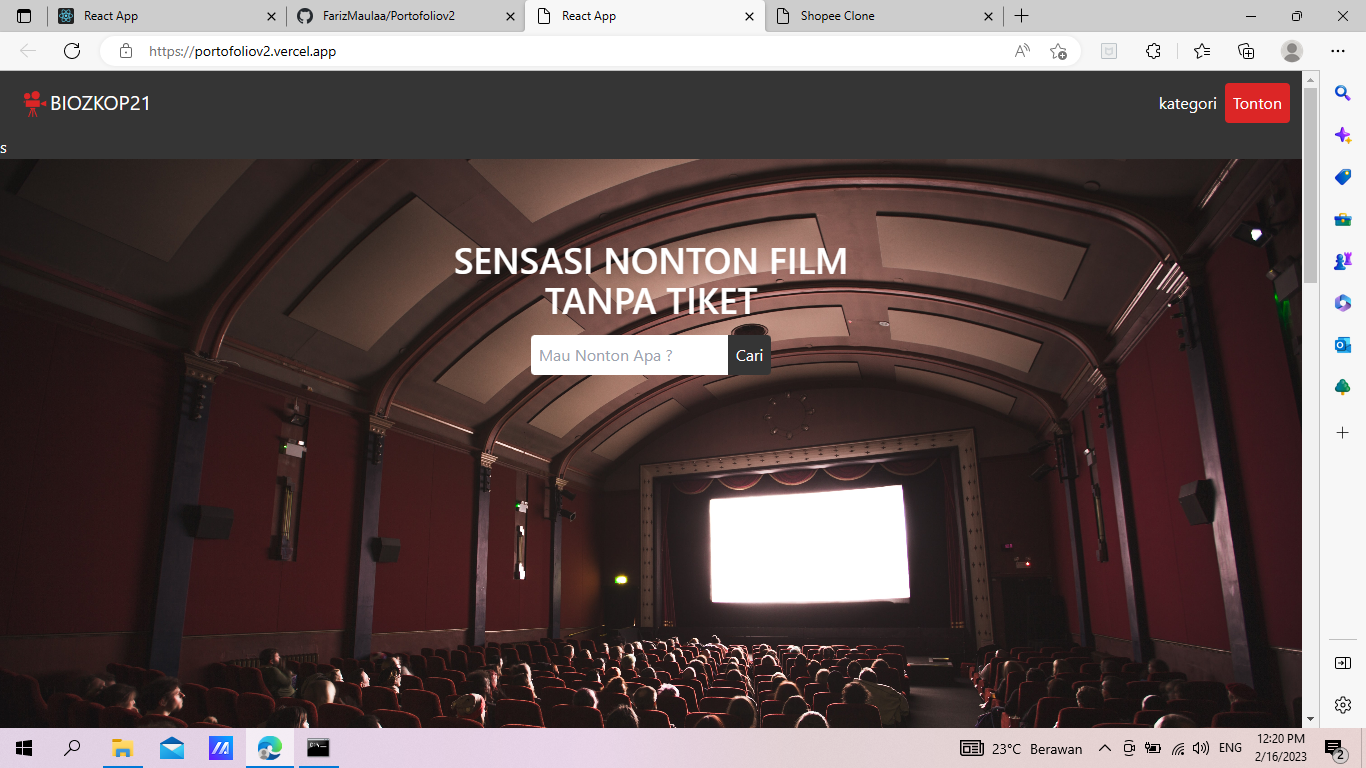 React App
FarizMaulaa/Portofoliov2
React App
Shopee Clone
https://portofoliov2.vercel.app
BIOZKOP21
kategori
Tonton
s
SENSASI NONTON FILM
TANPA TIKET
Mau Nonton Apa ?
Cari
23°C Berawan
ENG
12:20 PM
2/16/2023
2